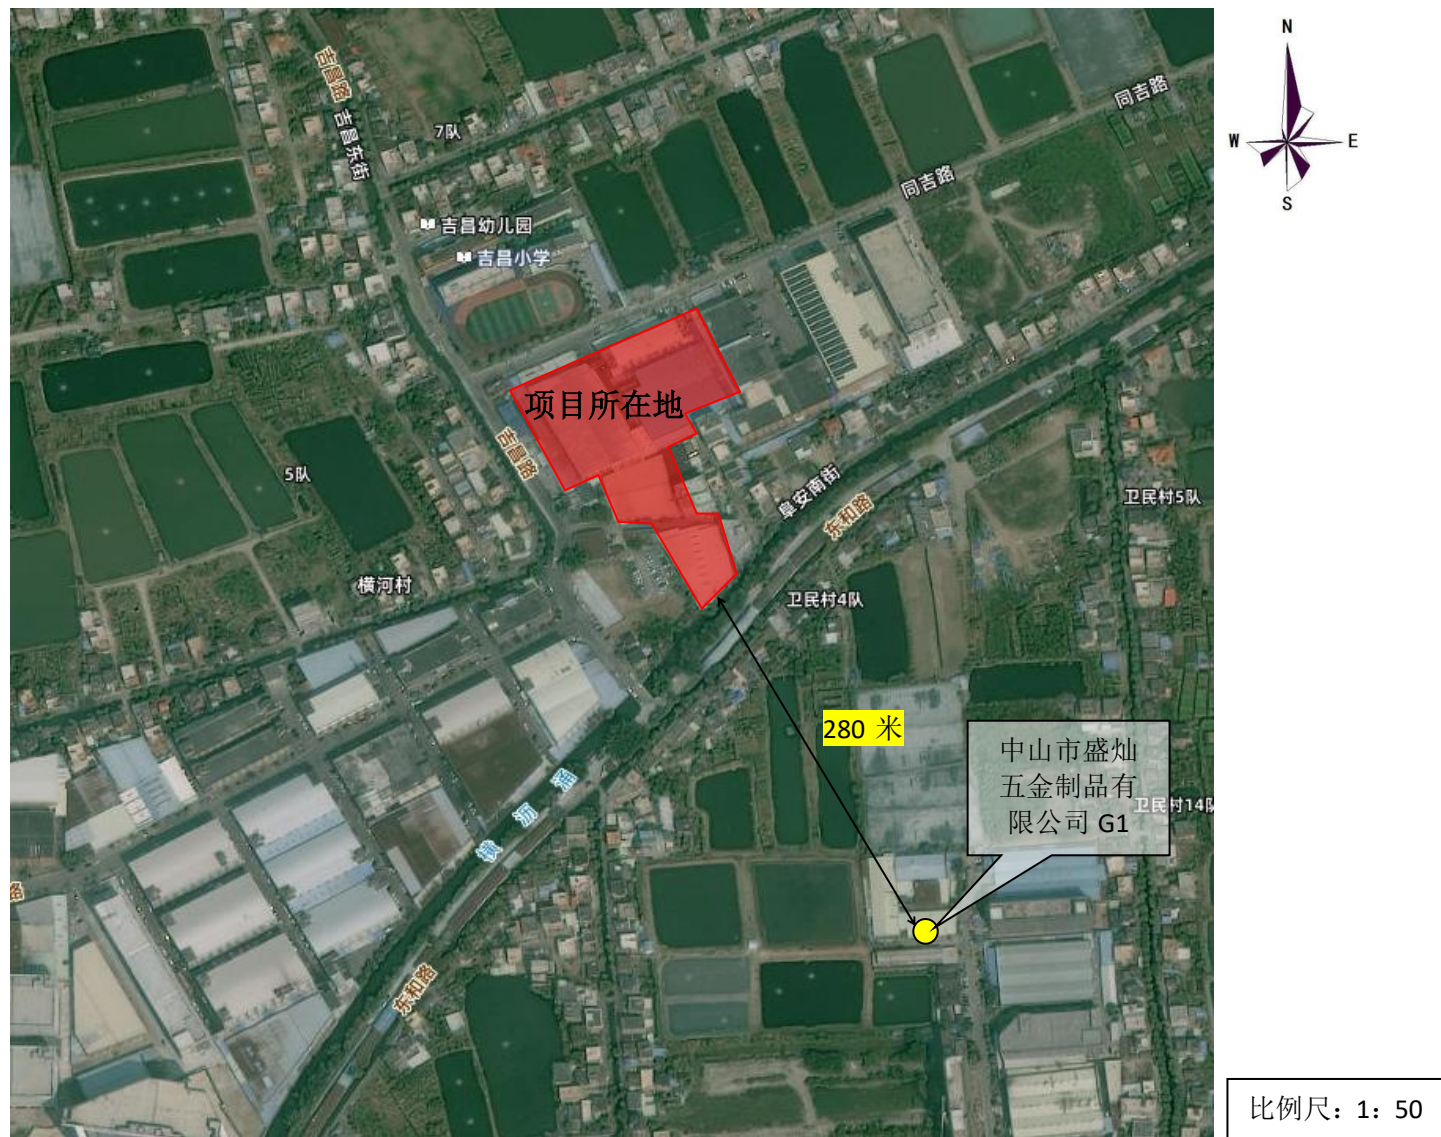 N
W
E
S
吉昌路
吉昌东街
7队
同吉路
同吉路
吉昌幼儿园
吉昌小学
项目所在地
吉昌路
5队
阜安南街
东和路
卫民村5队
横河村
卫民村4队
280 米
中山市盛灿
五金制品有
限公司 G1
卫民村14队
横沥涌
路
东和路
比例尺：1：50